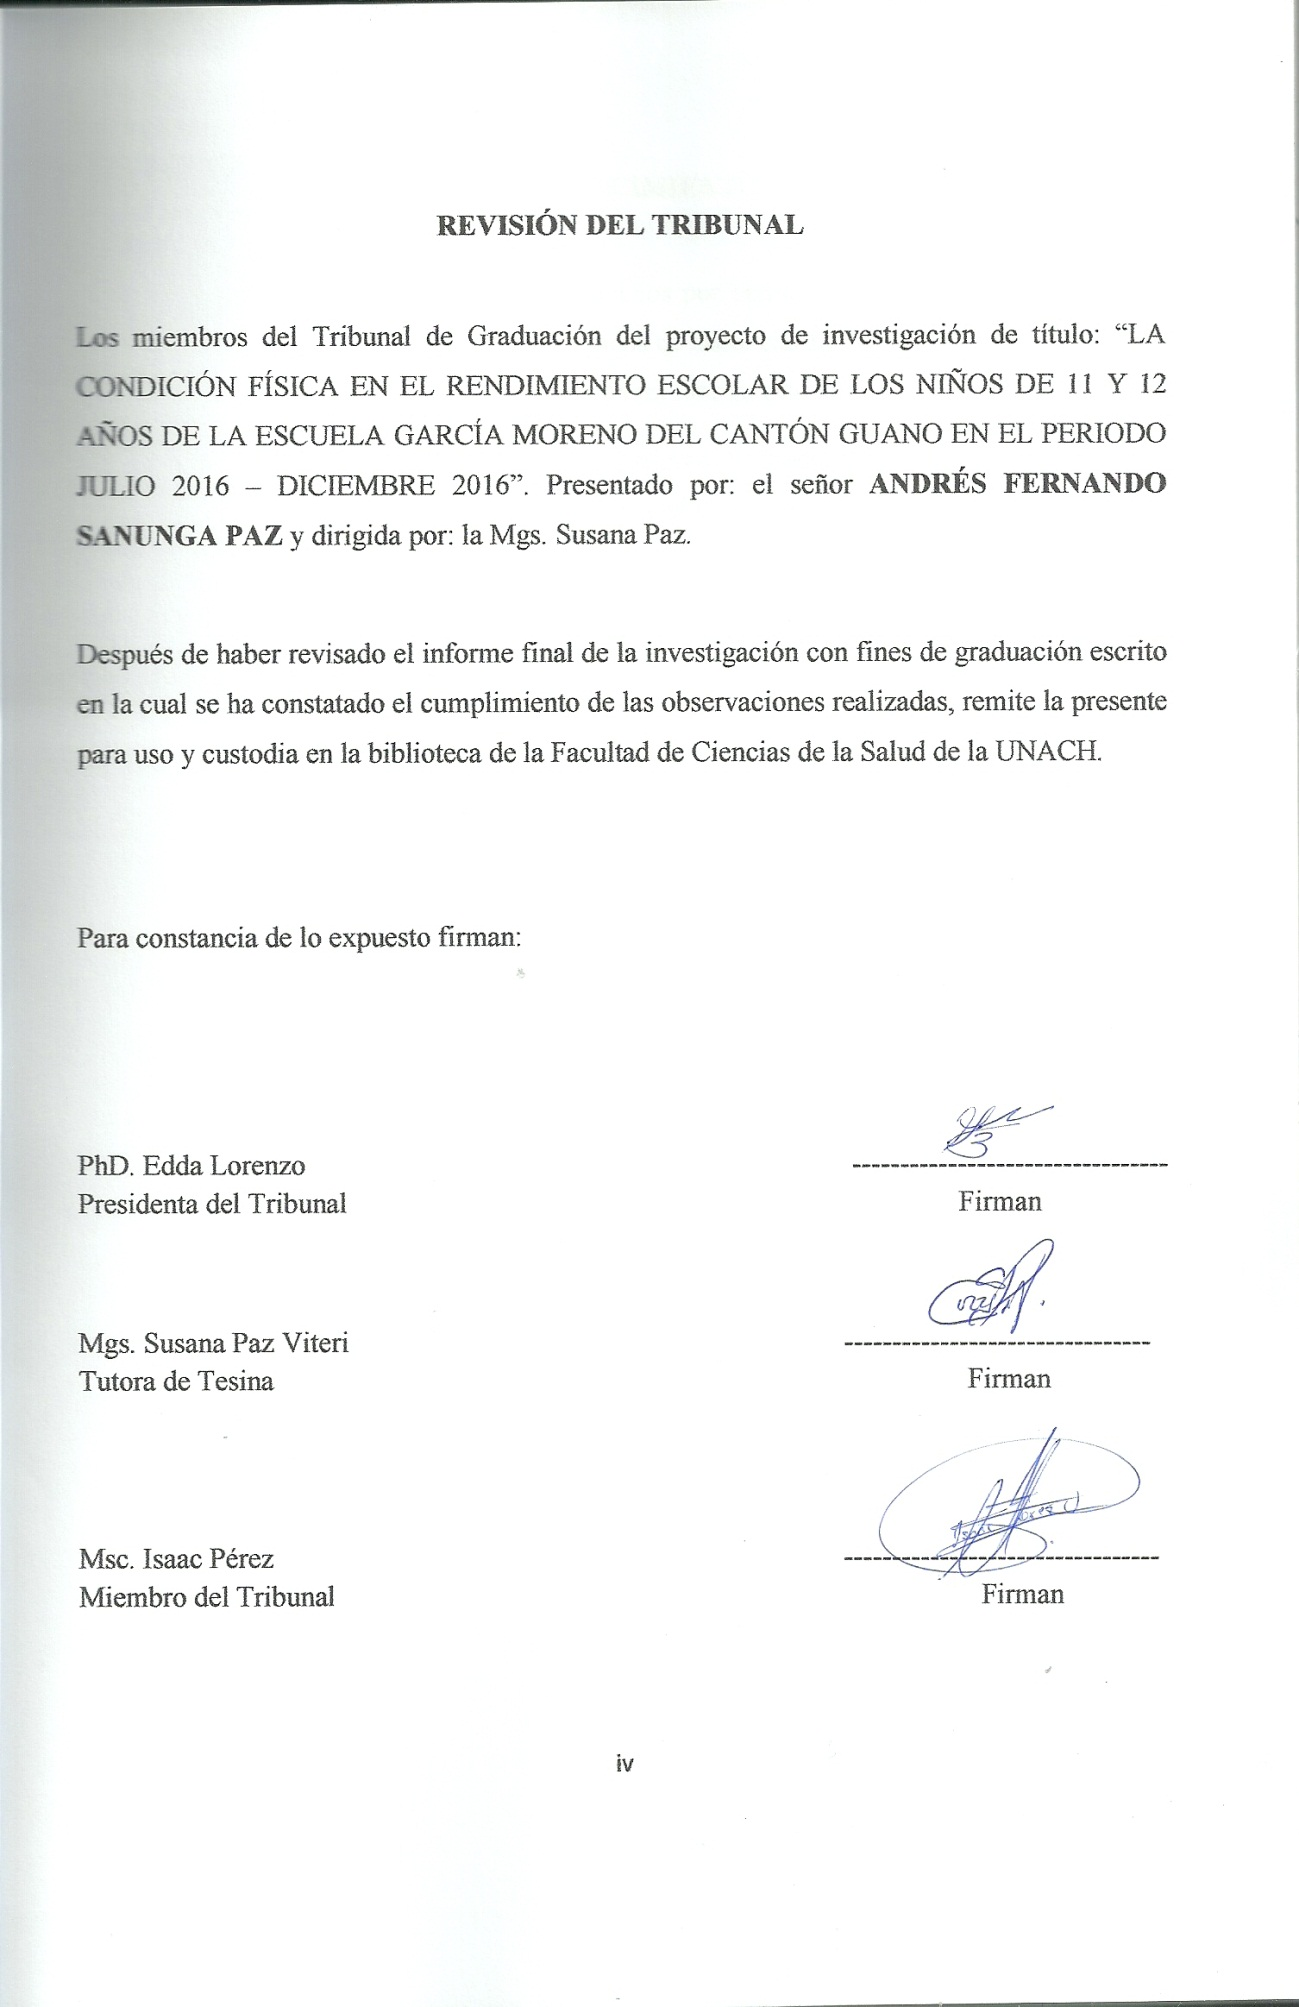 REVISIÓN DEL TRIBUNAL
Los miembros del Tribunal de Graduación del proyecto de investigación de título: “LA
CONDICIÓN FÍSICA EN EL RENDIMIENTO ESCOLAR DE LOS NIÑOS DE 11 Y 12
AÑOS DE LA ESCUELA GARCÍA MORENO DEL CANTÓN GUANO EN EL PERIODO
JULIO 2016 – DICIEMBRE 2016”. Presentado por: el señor ANDRÉS FERNANDO
SANUNGA PAZ y dirigida por: la Mgs. Susana Paz.
Después de haber revisado el informe final de la investigación con fines de graduación escrito
en la cual se ha constatado el cumplimiento de las observaciones realizadas, remite la presente
para uso y custodia en la biblioteca de la Facultad de Ciencias de la Salud de la UNACH.
Para constancia de lo expuesto firman:
PhD. Edda Lorenzo
Presidenta del Tribunal
Firman
Mgs. Susana Paz Viteri
Tutora de Tesina
Firman
Msc. Isaac Pérez
Miembro del Tribunal
Firman
iv